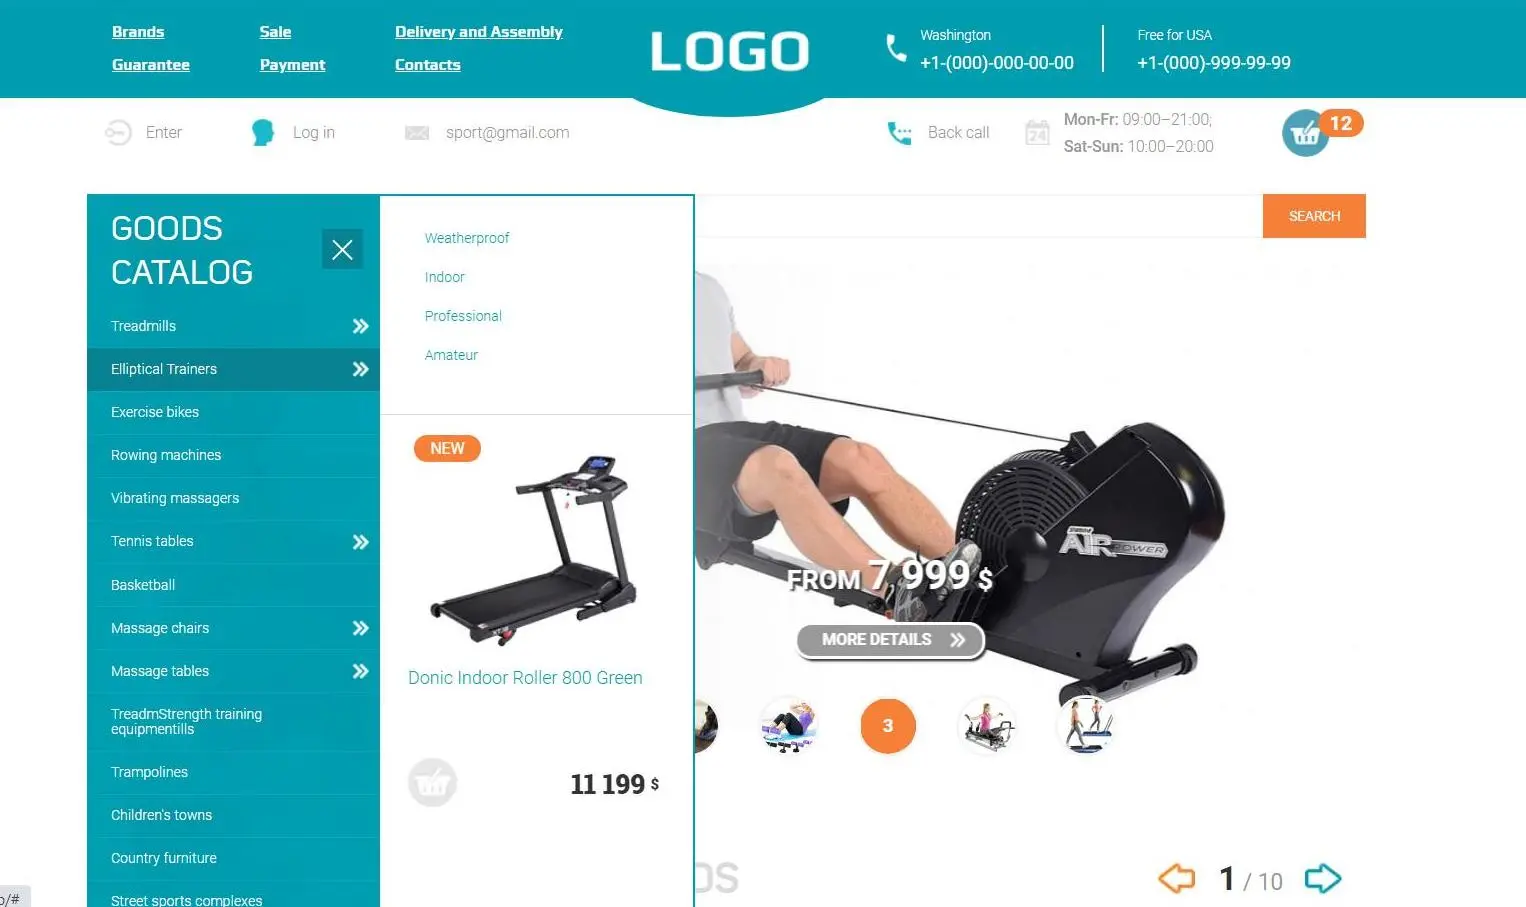 Brands
Sale
Delivery and Assembly
Guarantee
Payment
Contacts
LOGO
Washington
+1-(000)-000-00-00
Free for USA
+1-(000)-999-99-99
Enter
Log in
sport@gmail.com
Back call
24
Mon-Fr: 09:00–21:00;
Sat-Sun: 10:00–20:00
12
GOODS
CATALOG
SEARCH
Treadmills
Elliptical Trainers
Exercise bikes
Rowing machines
Vibrating massagers
Tennis tables
Basketball
Massage chairs
Massage tables
TreadmStrength training
equipmentills
Trampolines
Children's towns
Country furniture
Street sports complexes
Weatherproof
Indoor
Professional
Amateur
NEW
Donic Indoor Roller 800 Green
11 199 $
AIR POWER
FROM 7 999 $
MORE DETAILS
3
DS
1 / 10
o/#